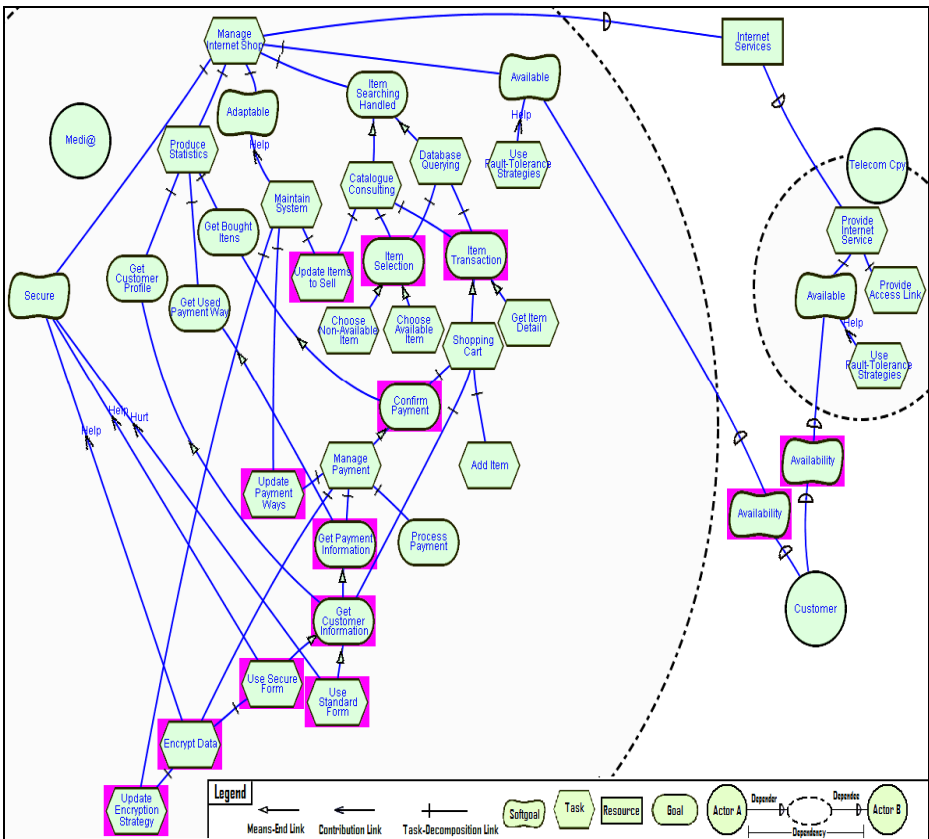 Manage
Internet Shop
Internet
Services
Item
Searching
Handled
Available
Adaptable
Medi@
Produce
Statistics
Help
Database
Querying
Help
Use
Fault-Tolerance
Strategies
Telecom Cpy
Catalogue
Consulting
Maintain
System
Get Bought
Itens
Provide
Internet
Service
Item
Selection
Item
Transaction
Get
Customer
Profile
Update Items
to Sell
Secure
Available
Provide
Access Link
Get Used
Payment Way
Choose
Non-Available
Item
Choose
Available
Item
Get Item
Detail
Help
Shopping
Cart
Use
Fault-Tolerance
Strategies
Confirm
Payment
Help
Hurt
Help
Manage
Payment
Add Item
Availability
Update
Payment
Ways
Availability
Get Payment
Information
Process
Payment
Get
Customer
Information
Customer
Use Secure
Form
Use
Standard
Form
Encrypt Data
Update
Encryption
Strategy
Legend
Means-End Link
Contribution Link
Task-Decomposition Link
Softgoal
Task
Resource
Goal
Actor A
Depender
Dependee
Dependency
Actor B